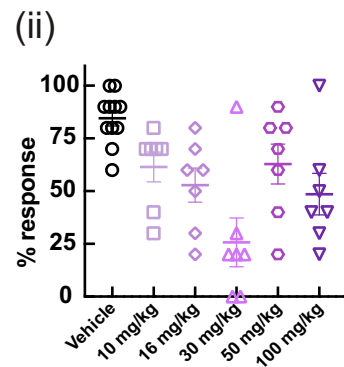 (ii)
% response
100
75
50
25
0
Vehicle
10 mg/kg
16 mg/kg
30 mg/kg
50 mg/kg
100 mg/kg